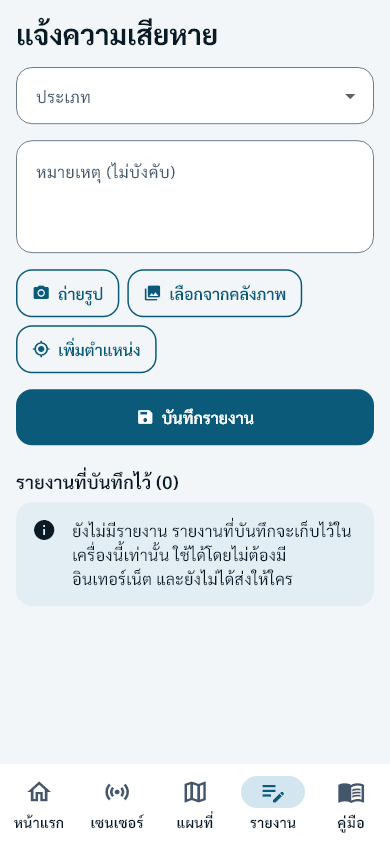 แจ้งความเสียหาย
ประเภท
หมายเหตุ (ไม่บังคับ)
ถ่ายรูป
เลือกจากคลังภาพ
เพิ่มตำแหน่ง
บันทึกรายงาน
รายงานที่บันทึกไว้ (0)
ยังไม่มีรายงาน รายงานที่บันทึกจะเก็บไว้ใน
เครื่องนี้เท่านั้น ใช้ได้โดยไม่ต้องมี
อินเทอร์เน็ต และยังไม่ได้ส่งให้ใคร
หน้าแรก
เซนเซอร์
แผนที่
รายงาน
คู่มือ